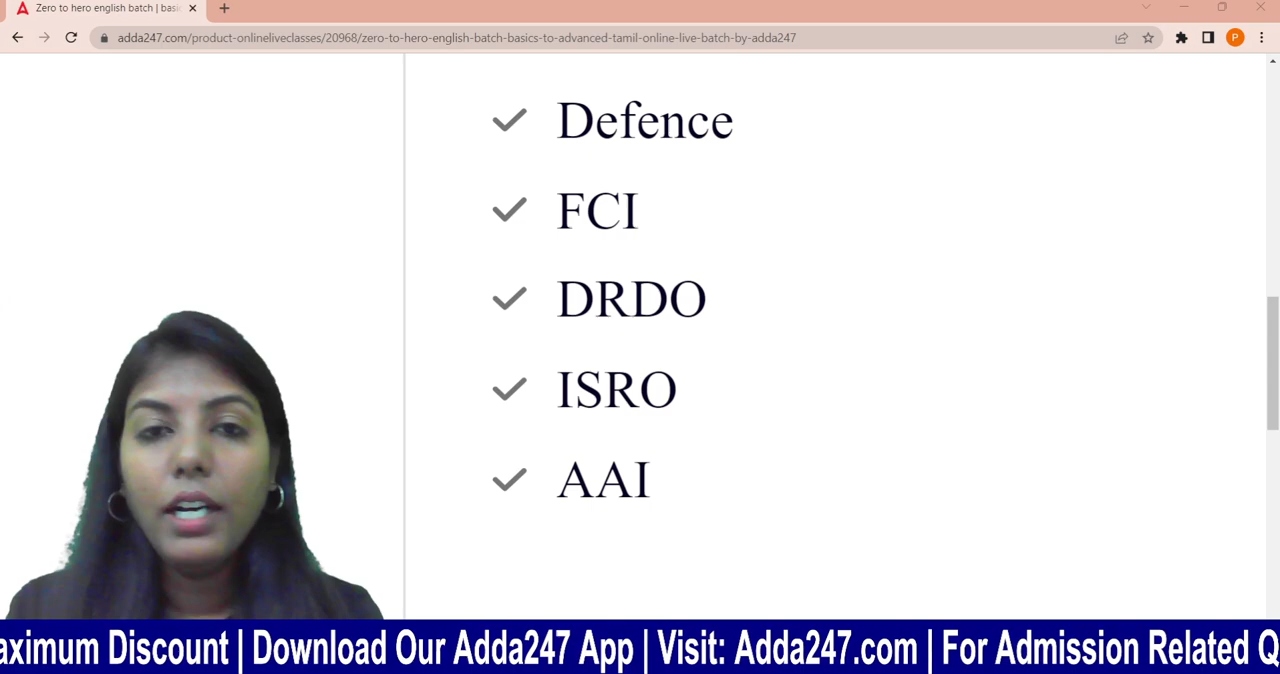 Zero to hero english batch | basi
adda247.com/product-onlineliveclasses/20968/zero-to-hero-english-batch-basics-to-advanced-tamil-online-live-batch-by-adda247
P
Defence
FCI
DRDO
ISRO
AAI
aximum Discount | Download Our Adda247 App | Visit: Adda247.com | For Admission Related Q